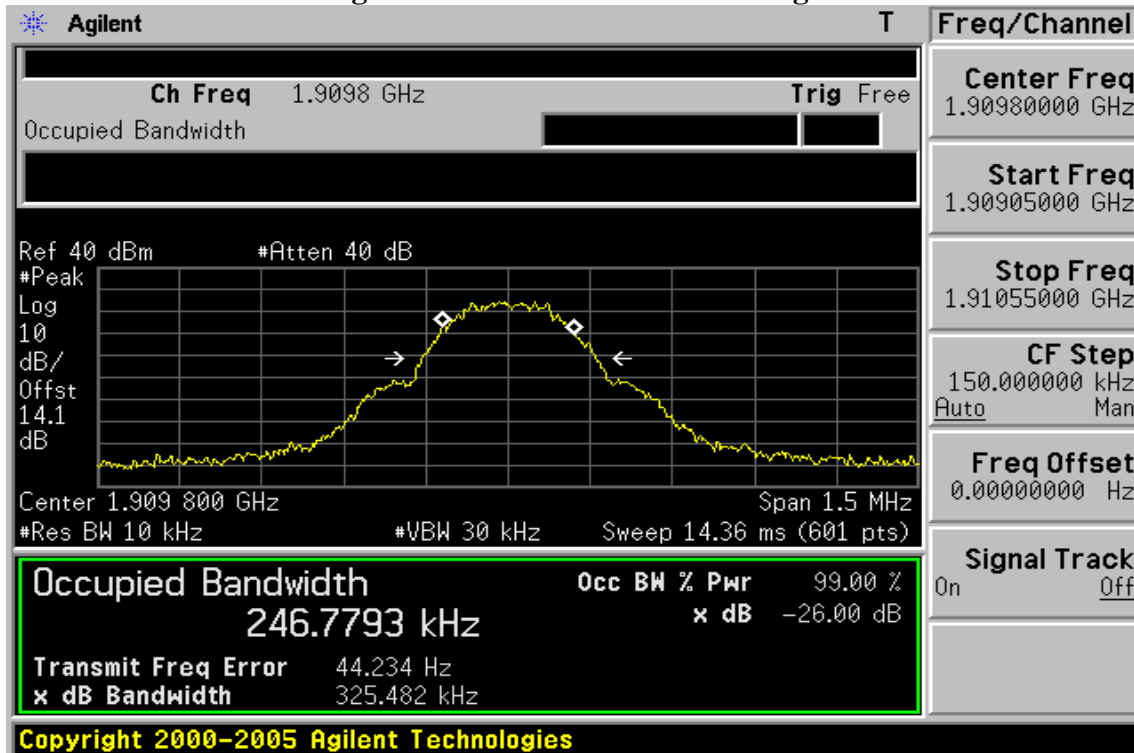 Agilent T Freq/Channel
Ch Freq 1.9098 GHz Trig Free
Occupied Bandwidth
Center Freq
1.90980000 GHz
Start Freq
1.90905000 GHz
Stop Freq
1.91055000 GHz
CF Step
150.000000 kHz
Auto Man
Freq Offset
0.00000000 Hz
Signal Track
On Off
Ref 40 dBm #Atten 40 dB
#Peak
Log
10
dB/
Offst
14.1
dB
Center 1.909 800 GHz Span 1.5 MHz
#Res BW 10 kHz #VBW 30 kHz Sweep 14.36 ms (601 pts)
Occupied Bandwidth Occ BW % Pwr 99.00 %
246.7793 kHz x dB -26.00 dB
Transmit Freq Error 44.234 Hz
x dB Bandwidth 325.482 kHz
Copyright 2000-2005 Agilent Technologies